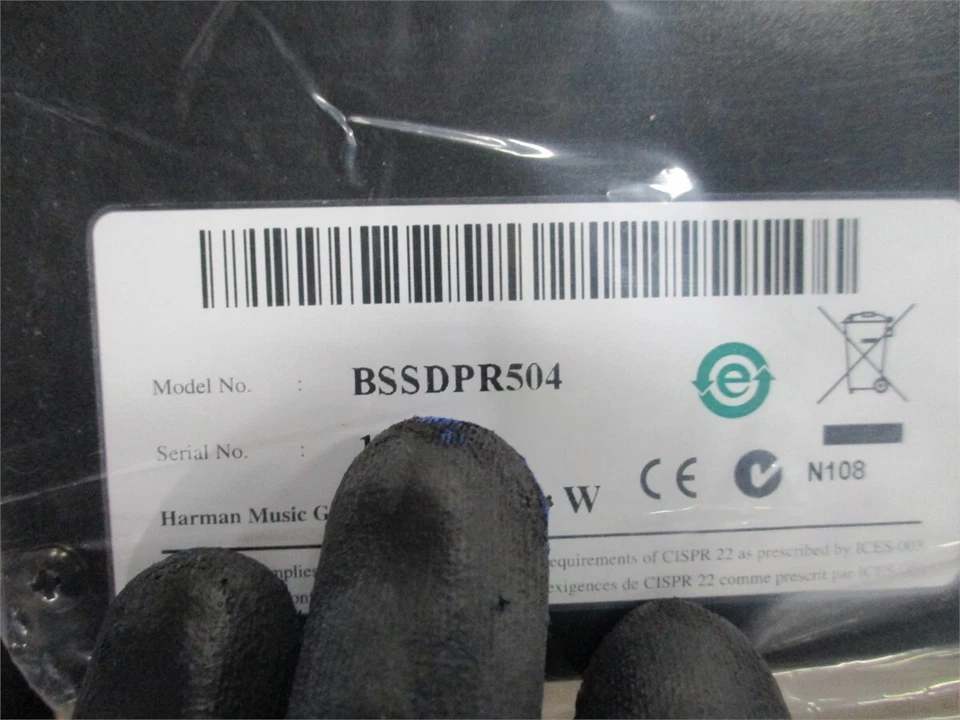 Model No. : BSSDPR504
e
Serial No. :
CE N108
Harman Music G W
equirements of CISPR 22 as prescribed by ICES-003
exigences de CISPR 22 comme prescrit par